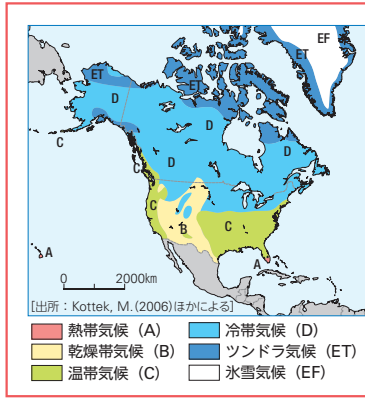 EF
ET
ET
ET
D
D
D
D
C
C
C
C
B
A
A
0 2000km
[出所：Kottek, M.(2006)ほかによる]
熱帯気候（A） 冷帯気候（D）
乾燥帯気候（B） ツンドラ気候（ET）
温帯気候（C） 氷雪気候（EF）